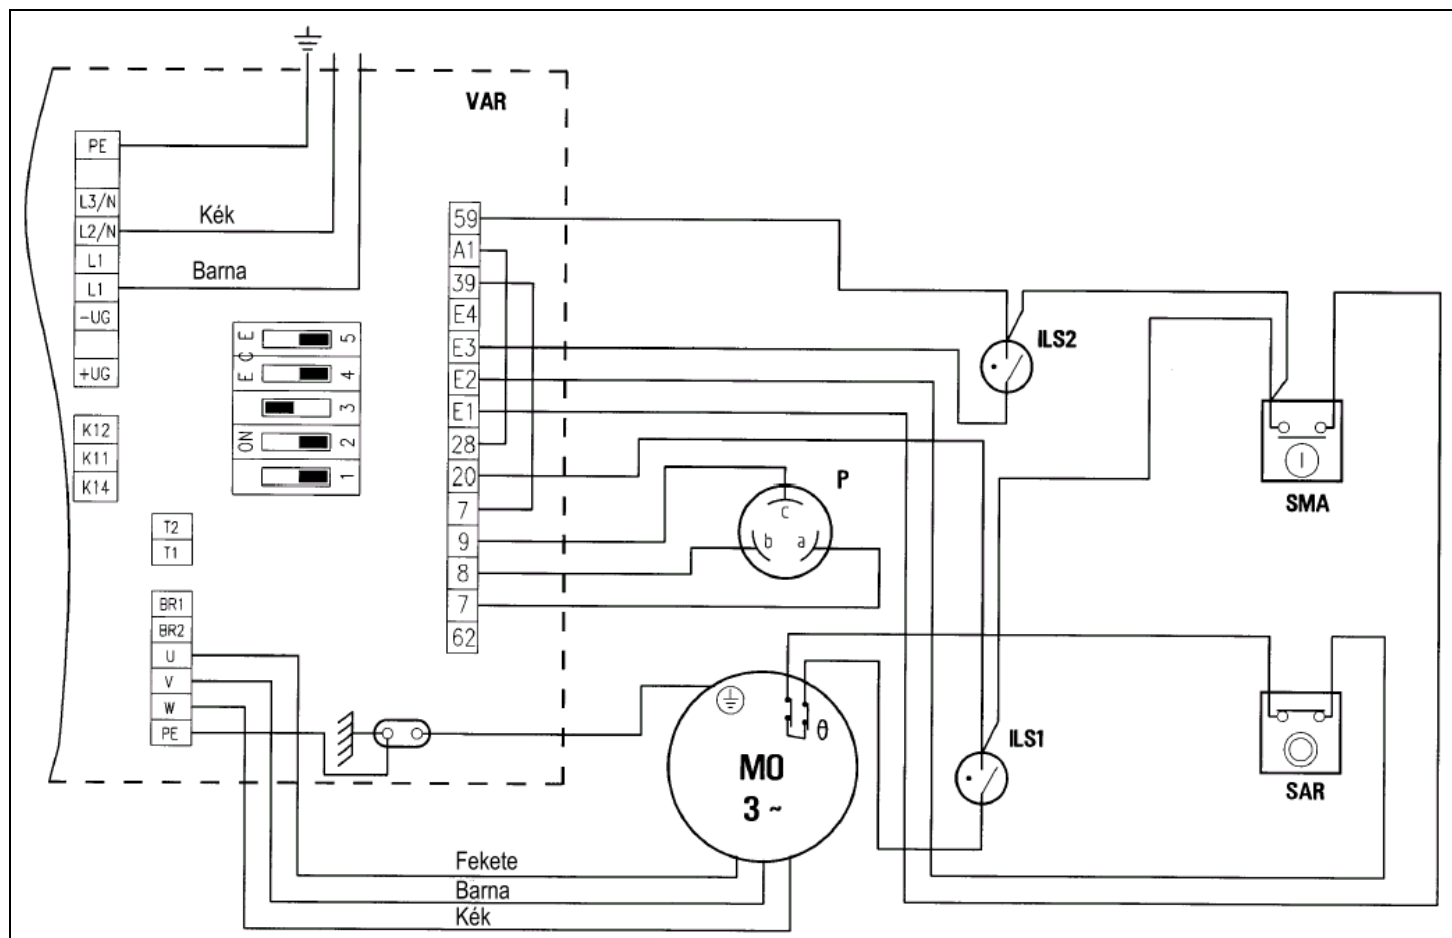 VAR
PE
L3/N
L2/N
Kék
L1
L1
Barna
-UG
+UG
K12
K11
K14
T2
T1
BR1
BR2
U
V
W
PE
E C E
ON
5
4
3
2
1
59
A1
39
E4
E3
E2
E1
28
20
7
9
8
7
62
P
c
b a
ILS2
SMA
I
ILS1
SAR
θ
MO
3 ~
Fekete
Barna
Kék